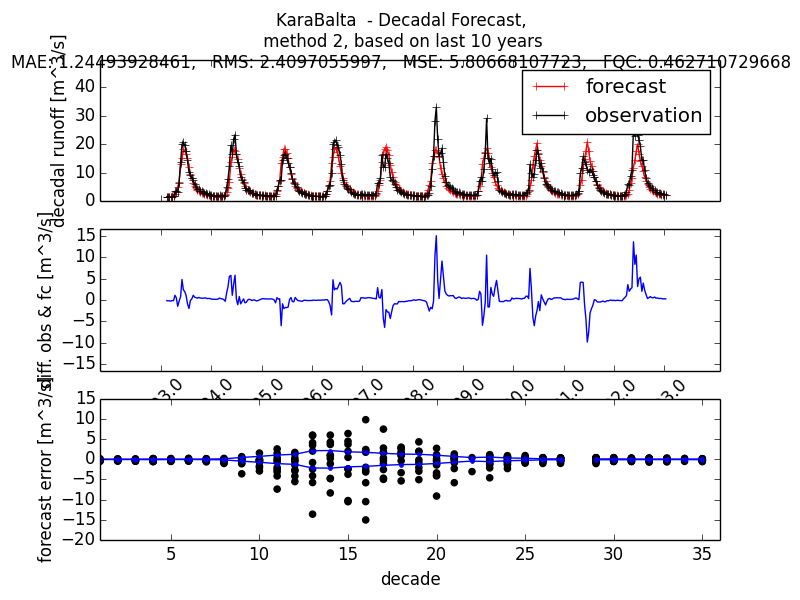 KaraBalta - Decadal Forecast,
method 2, based on last 10 years
MAE: 1.24493928461, RMS: 2.4097055997, MSE: 5.80668107723, FQC: 0.462710729668
decadal runoff [m^3/s]
40
30
20
10
0
forecast
observation
diff. obs & fc [m^3/s]
15
10
5
0
−5
−10
−15
forecast error [m^3/s]
15
10
5
0
−5
−10
−15
−20
5 10 15 20 25 30 35
decade